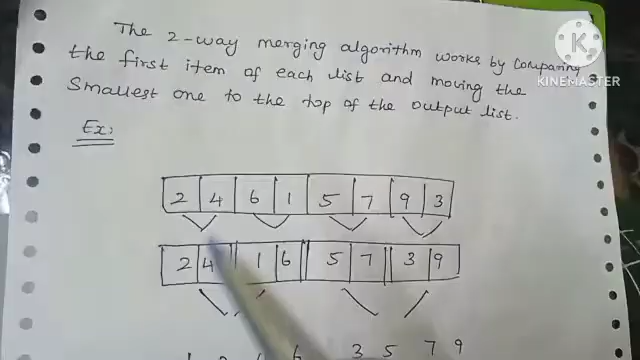 The 2-way merging algorithm works by comparing
the first item of each list and moving the
smallest one to the top of the output list.
Ex:
2 4 6 1 5 7 9 3
2 4 1 6 5 7 3 9
3 5 7 9
K
KINEMASTER